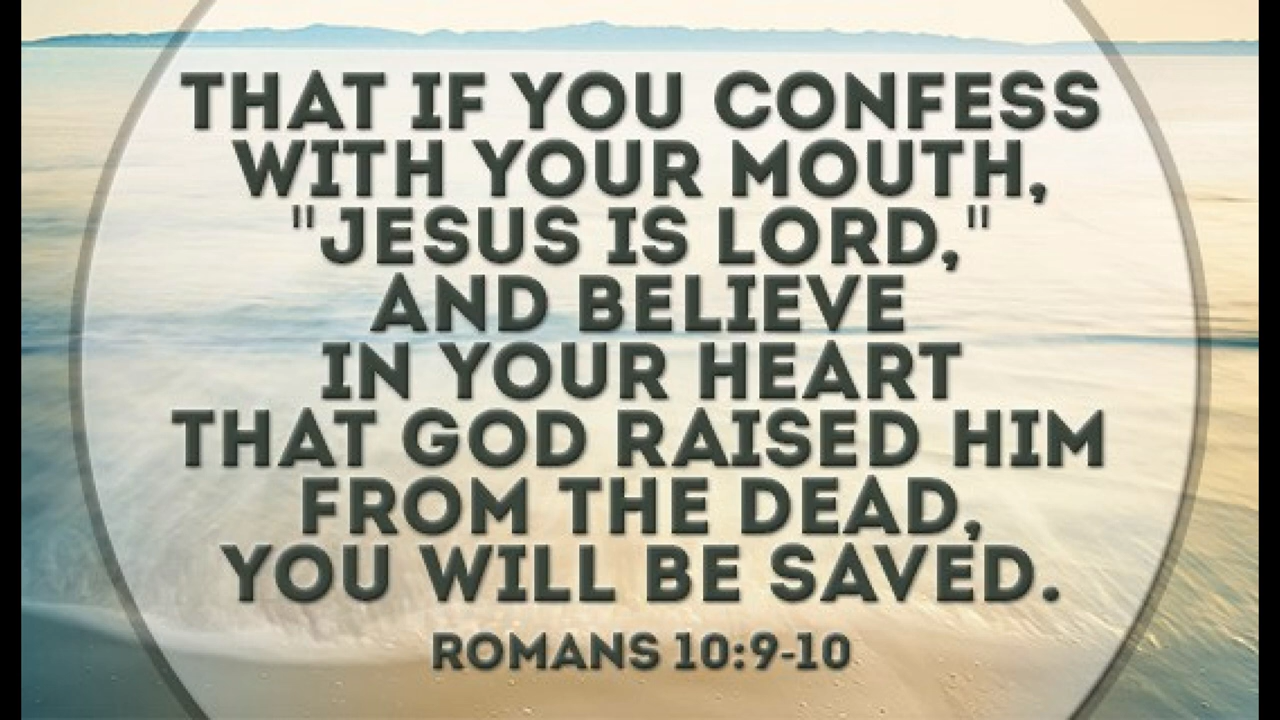 THAT IF YOU CONFESS
WITH YOUR MOUTH,
"JESUS IS LORD,"
AND BELIEVE
IN YOUR HEART
THAT GOD RAISED HIM
FROM THE DEAD,
YOU WILL BE SAVED.
ROMANS 10:9-10